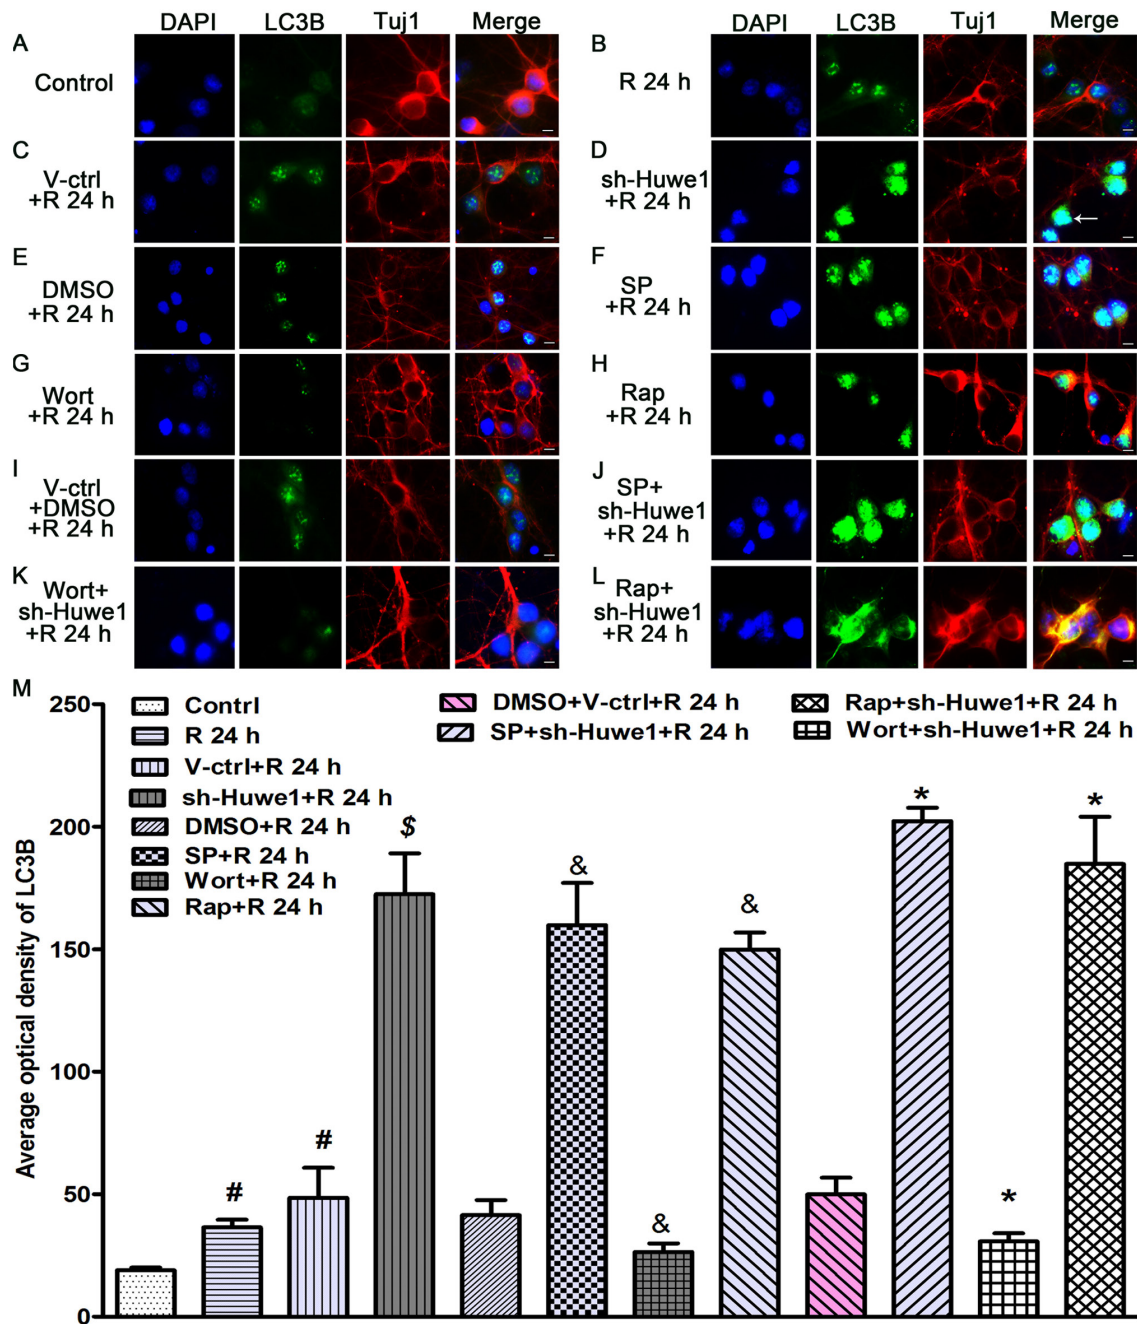 DAPI LC3B Tuj1 Merge DAPI LC3B Tuj1 Merge
A B
Control R 24 h
C D
V-ctrl
+R 24 h
sh-Huwe1
+R 24 h
E F
DMSO
+R 24 h
SP
+R 24 h
G H
Wort
+R 24 h
Rap
+R 24 h
I J
V-ctrl
+DMSO
+R 24 h
SP+
sh-Huwe1
+R 24 h
K L
Wort+
sh-Huwe1
+R 24 h
Rap+
sh-Huwe1
+R 24 h
M
Average optical density of LC3B
250
200
150
100
50
0
Contrl
R 24 h
V-ctrl+R 24 h
sh-Huwe1+R 24 h
DMSO+R 24 h
SP+R 24 h
Wort+R 24 h
Rap+R 24 h
DMSO+V-ctrl+R 24 h
SP+sh-Huwe1+R 24 h
Rap+sh-Huwe1+R 24 h
Wort+sh-Huwe1+R 24 h
# # $ & & & * * *